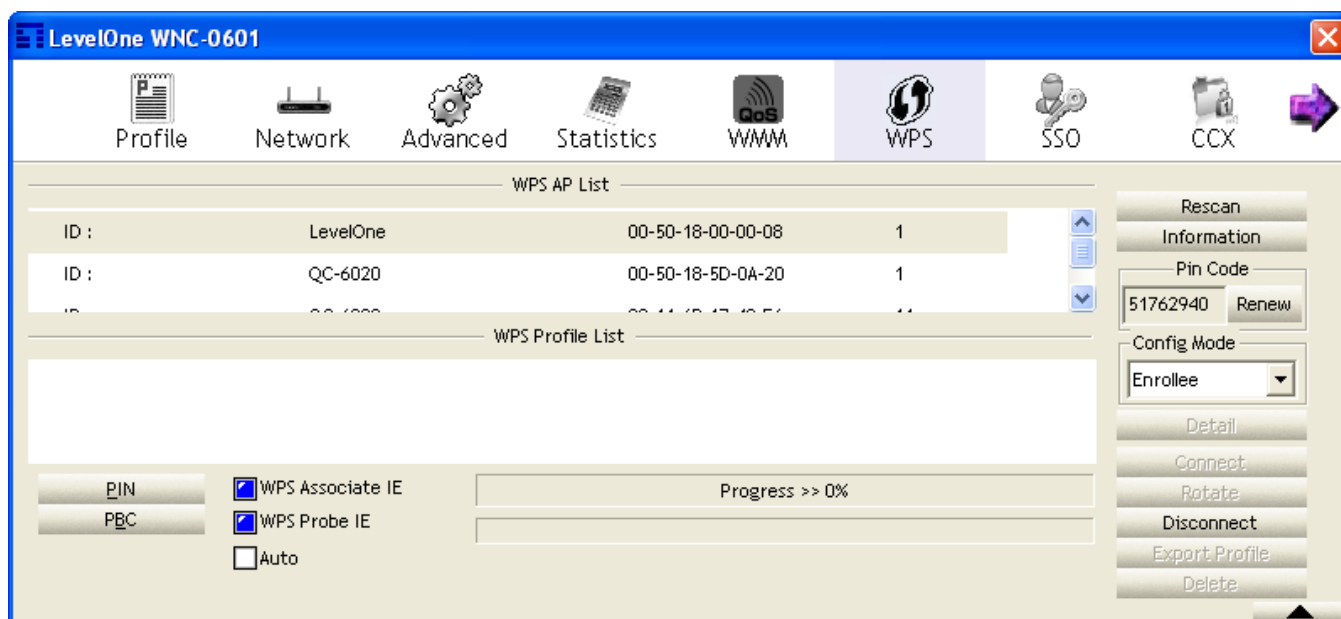 LevelOne WNC-0601
Profile Network Advanced Statistics QoS WMM WPS SSO CCX
WPS AP List
ID : LevelOne 00-50-18-00-00-08 1
ID : QC-6020 00-50-18-5D-0A-20 1
WPS Profile List
PIN
PBC
WPS Associate IE
WPS Probe IE
Auto
Progress >> 0%
Rescan
Information
Pin Code
51762940 Renew
Config Mode
Enrollee
Detail
Connect
Rotate
Disconnect
Export Profile
Delete